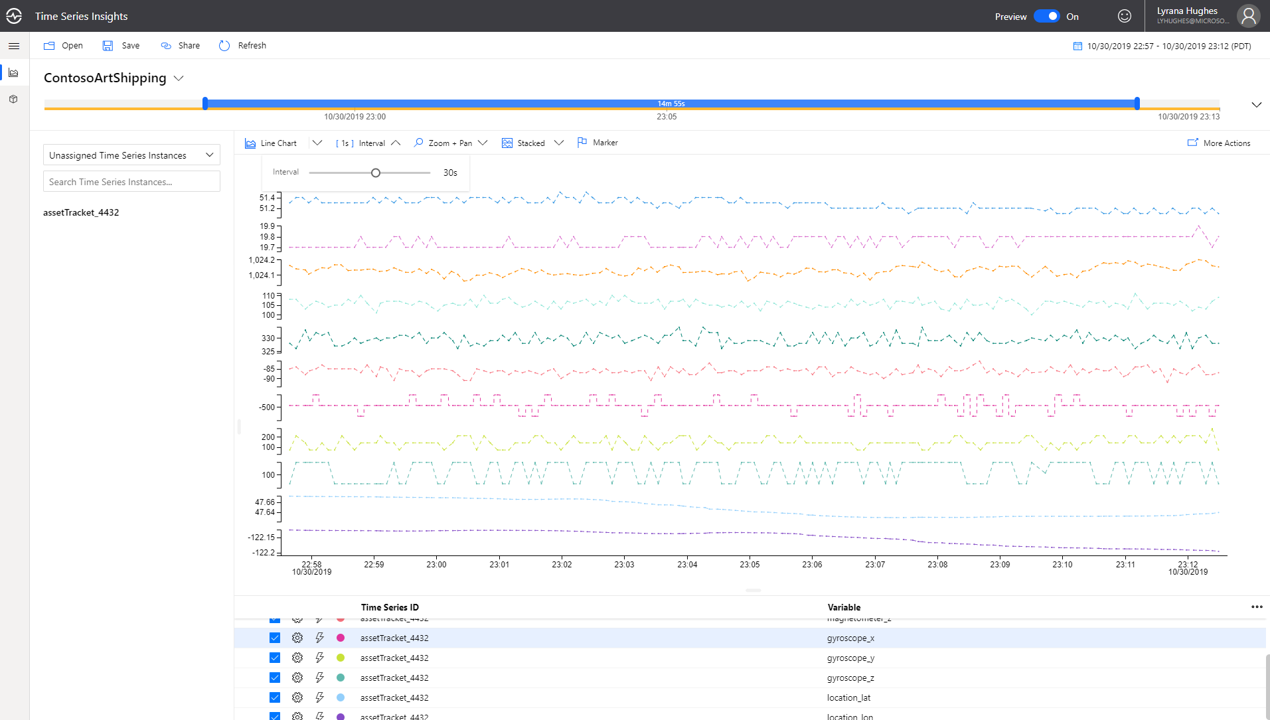 Time Series Insights
Preview On
Lyrana Hughes
LYHUGHES@MICROSO...
Open Save Share Refresh
10/30/2019 22:57 - 10/30/2019 23:12 (PDT)
ContosoArtShipping
14m 55s
10/30/2019 23:00 23:05 10/30/2019 23:13
Unassigned Time Series Instances
Search Time Series Instances...
assetTracket_4432
Line Chart [ 1s ] Interval Zoom + Pan Stacked Marker More Actions
Interval 30s
51.4
51.2
19.9
19.8
19.7
1,024.2
1,024.1
110
105
100
330
325
-85
-90
-500
200
100
100
47.66
47.64
-122.15
-122.2
22:58 22:59 23:00 23:01 23:02 23:03 23:04 23:05 23:06 23:07 23:08 23:09 23:10 23:11 23:12
10/30/2019 10/30/2019
Time Series ID Variable
assetTracket_4432 magnetometer_z
assetTracket_4432 gyroscope_x
assetTracket_4432 gyroscope_y
assetTracket_4432 gyroscope_z
assetTracket_4432 location_lat
assetTracket_4432 location_lon